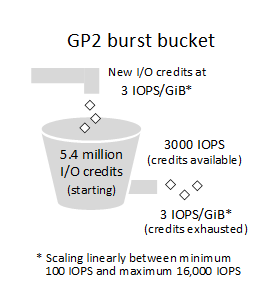 GP2 burst bucket
New I/O credits at
3 IOPS/GiB*
5.4 million
I/O credits
(starting)
3000 IOPS
(credits available)
3 IOPS/GiB*
(credits exhausted)
* Scaling linearly between minimum
100 IOPS and maximum 16,000 IOPS